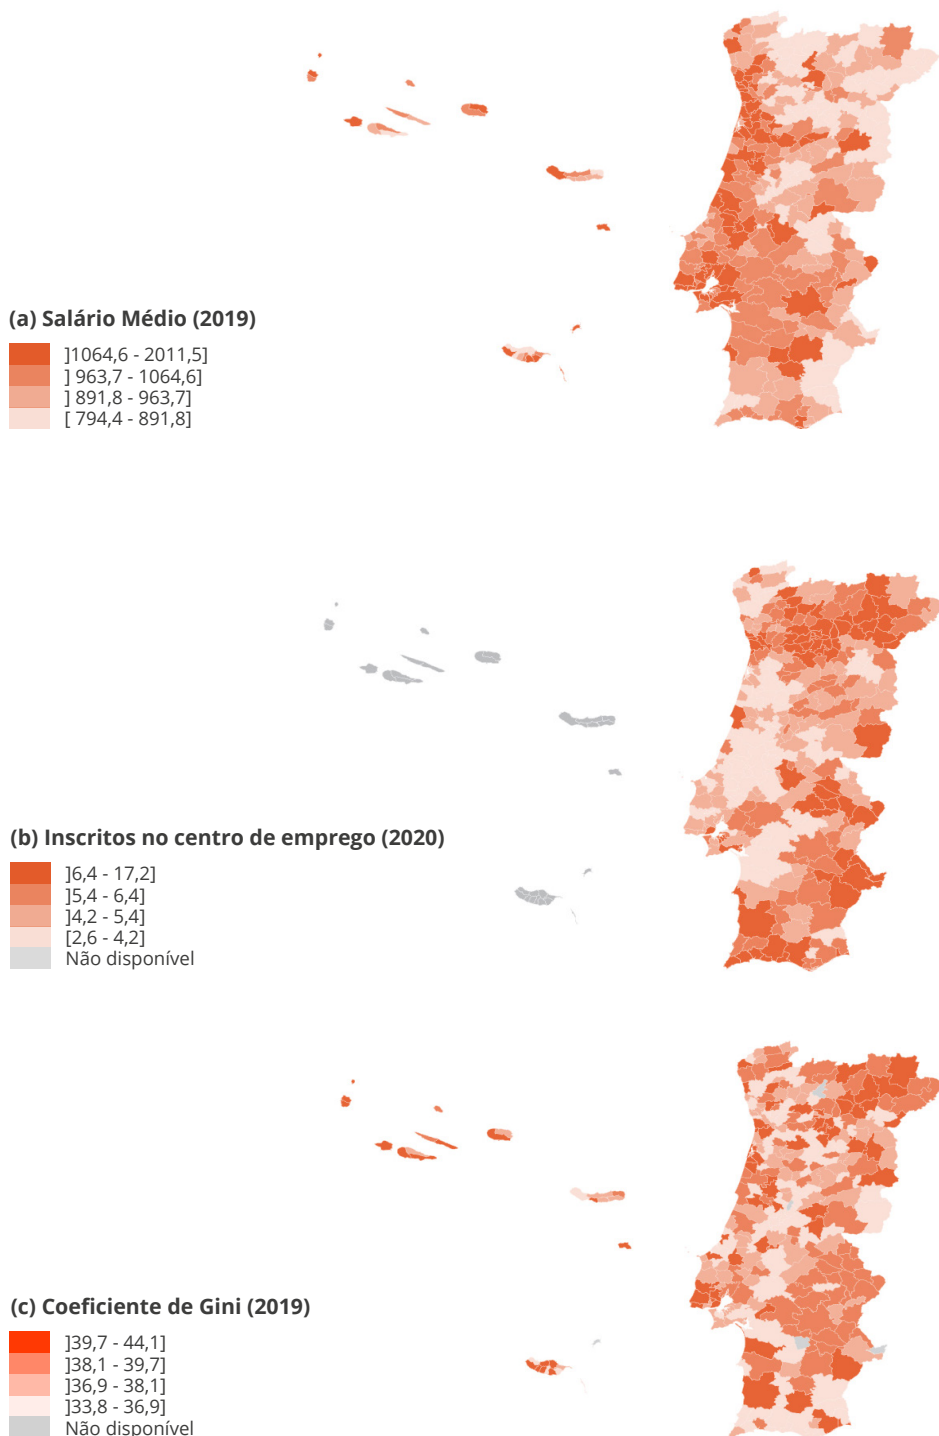 (a) Salário Médio (2019)
]1064,6 - 2011,5]
] 963,7 - 1064,6]
] 891,8 - 963,7]
[ 794,4 - 891,8]
(b) Inscritos no centro de emprego (2020)
]6,4 - 17,2]
]5,4 - 6,4]
]4,2 - 5,4]
[2,6 - 4,2]
Não disponível
(c) Coeficiente de Gini (2019)
]39,7 - 44,1]
]38,1 - 39,7]
]36,9 - 38,1]
]33,8 - 36,9]
Não disponível